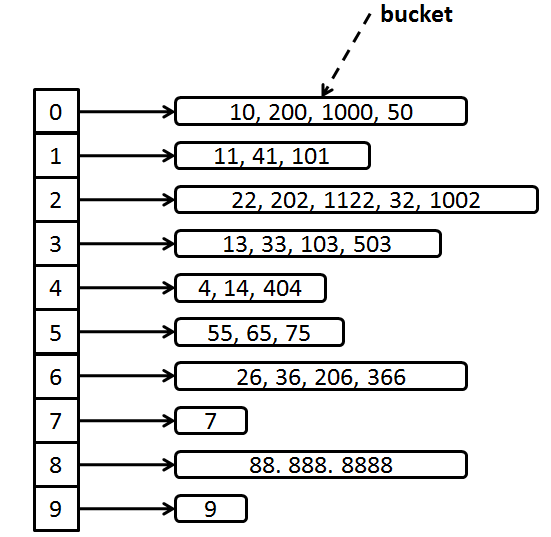 bucket
0 10, 200, 1000, 50
1 11, 41, 101
2 22, 202, 1122, 32, 1002
3 13, 33, 103, 503
4 4, 14, 404
5 55, 65, 75
6 26, 36, 206, 366
7 7
8 88. 888. 8888
9 9